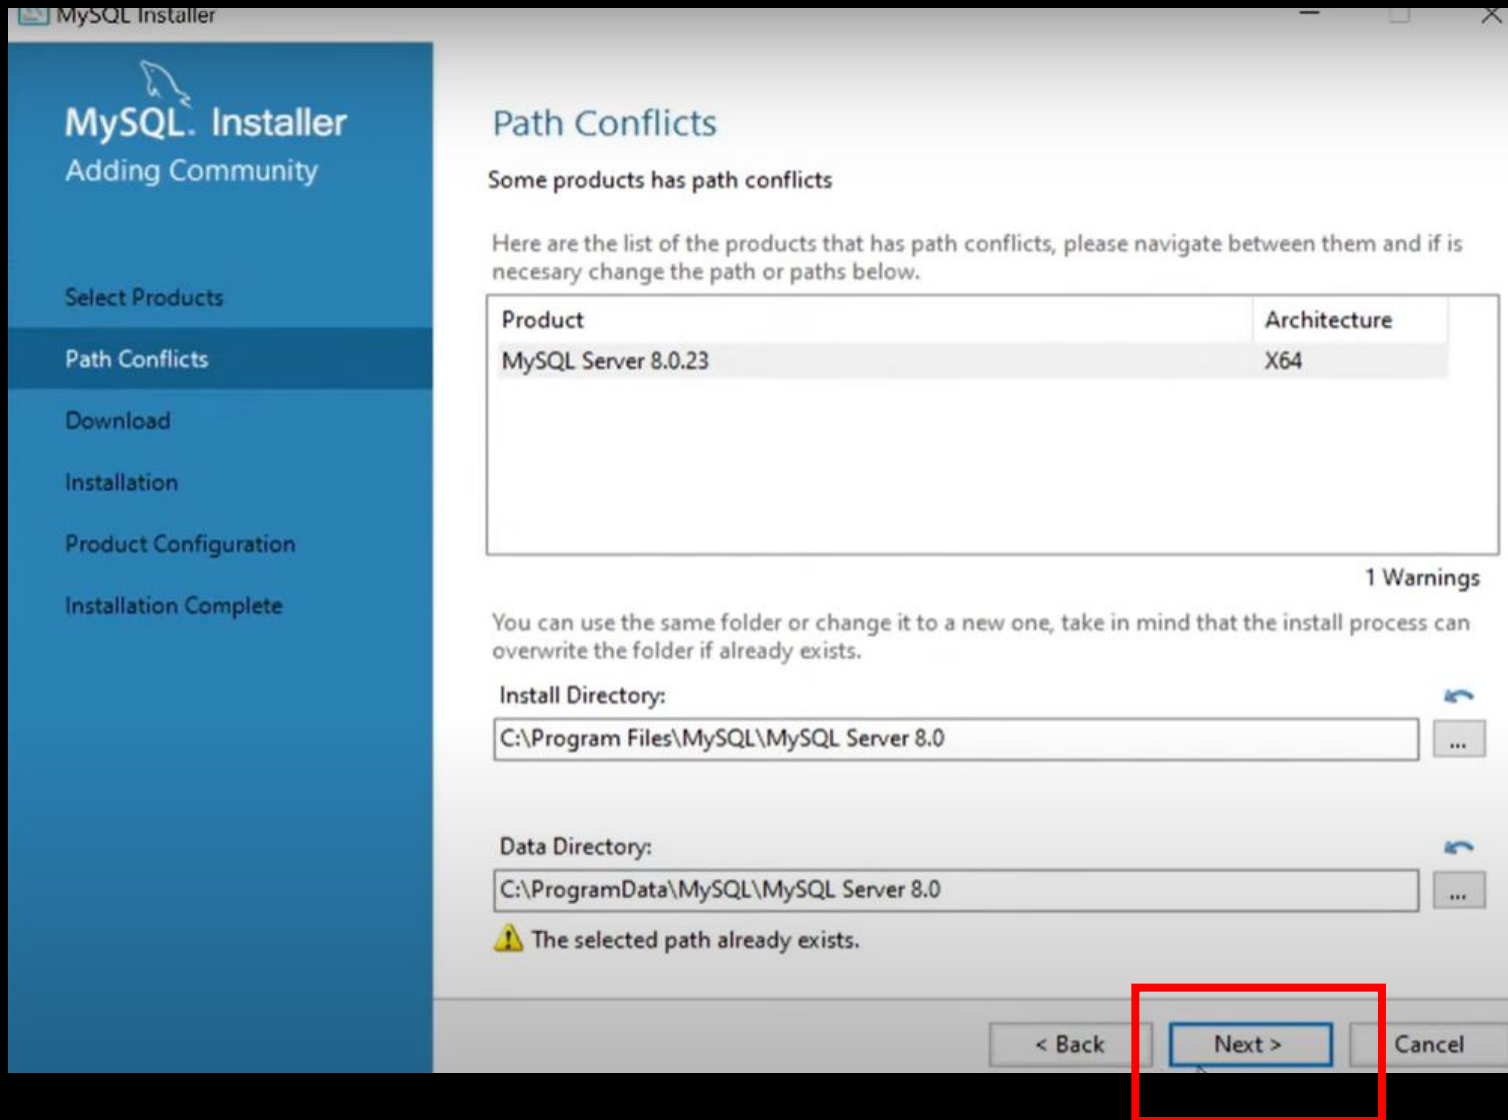 MySQL Installer
MySQL. Installer
Adding Community
Select Products
Path Conflicts
Download
Installation
Product Configuration
Installation Complete
Path Conflicts
Some products has path conflicts
Here are the list of the products that has path conflicts, please navigate between them and if is
necesary change the path or paths below.
Product Architecture
MySQL Server 8.0.23 X64
1 Warnings
You can use the same folder or change it to a new one, take in mind that the install process can
overwrite the folder if already exists.
Install Directory:
C:\Program Files\MySQL\MySQL Server 8.0
...
Data Directory:
C:\ProgramData\MySQL\MySQL Server 8.0
...
The selected path already exists.
< Back Next > Cancel